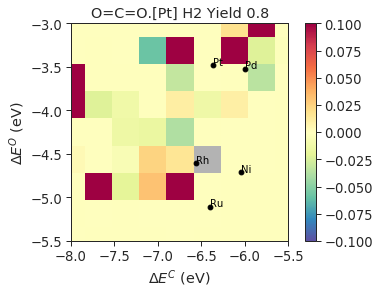 O=C=O.[Pt] H2 Yield 0.8
−3.0
−3.5
−4.0
−4.5
−5.0
−5.5
ΔE^O (eV)
Pt
Pd
Rh
Ni
Ru
−8.0 −7.5 −7.0 −6.5 −6.0 −5.5
ΔE^C (eV)
0.100
0.075
0.050
0.025
0.000
−0.025
−0.050
−0.075
−0.100